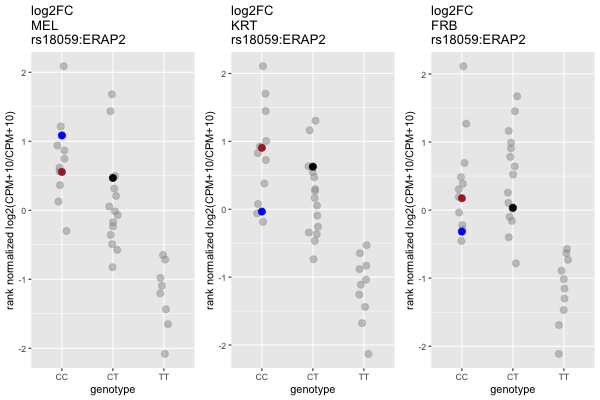 log2FC
MEL
rs18059:ERAP2
rank normalized log2(CPM+10/CPM+10)
2
1
0
-1
-2
CC
CT
TT
genotype
log2FC
KRT
rs18059:ERAP2
rank normalized log2(CPM+10/CPM+10)
2
1
0
-1
-2
CC
CT
TT
genotype
log2FC
FRB
rs18059:ERAP2
rank normalized log2(CPM+10/CPM+10)
2
1
0
-1
-2
CC
CT
TT
genotype